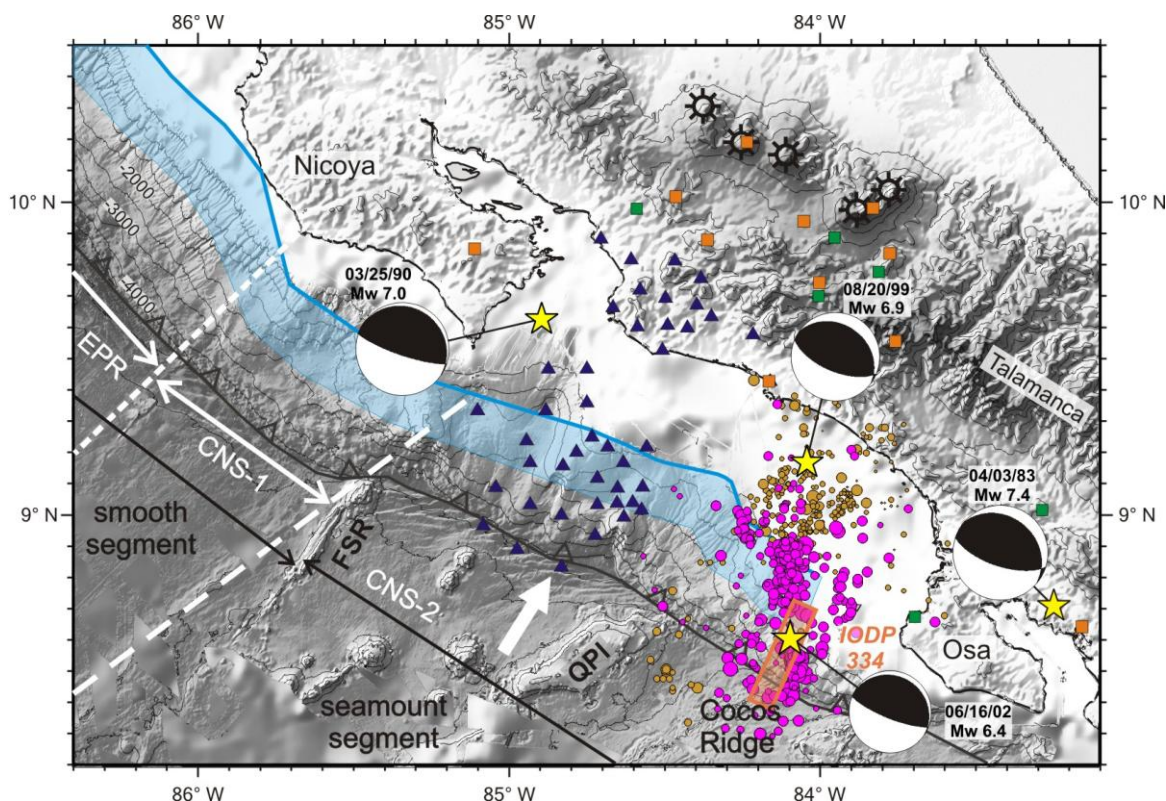 86° W 85° W 84° W
10° N 10° N
9° N 9° N
86° W 85° W 84° W
Nicoya
-2000
-3000
-4000
03/25/90
Mw 7.0
08/20/99
Mw 6.9
Talamanca
04/03/83
Mw 7.4
EPR
CNS-1
smooth
segment
FSR
CNS-2
QPI
seamount
segment
IODP
334
Osa
Cocos
Ridge
06/16/02
Mw 6.4